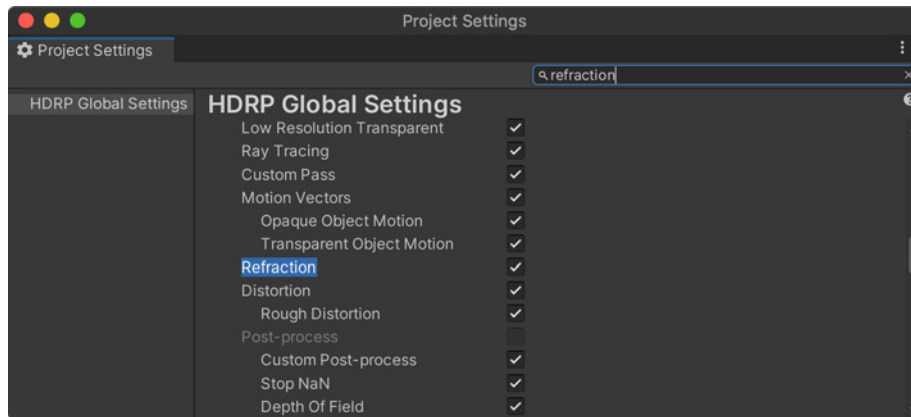 Project Settings
Project Settings
refraction
HDRP Global Settings
HDRP Global Settings
Low Resolution Transparent
Ray Tracing
Custom Pass
Motion Vectors
Opaque Object Motion
Transparent Object Motion
Refraction
Distortion
Rough Distortion
Post-process
Custom Post-process
Stop NaN
Depth Of Field